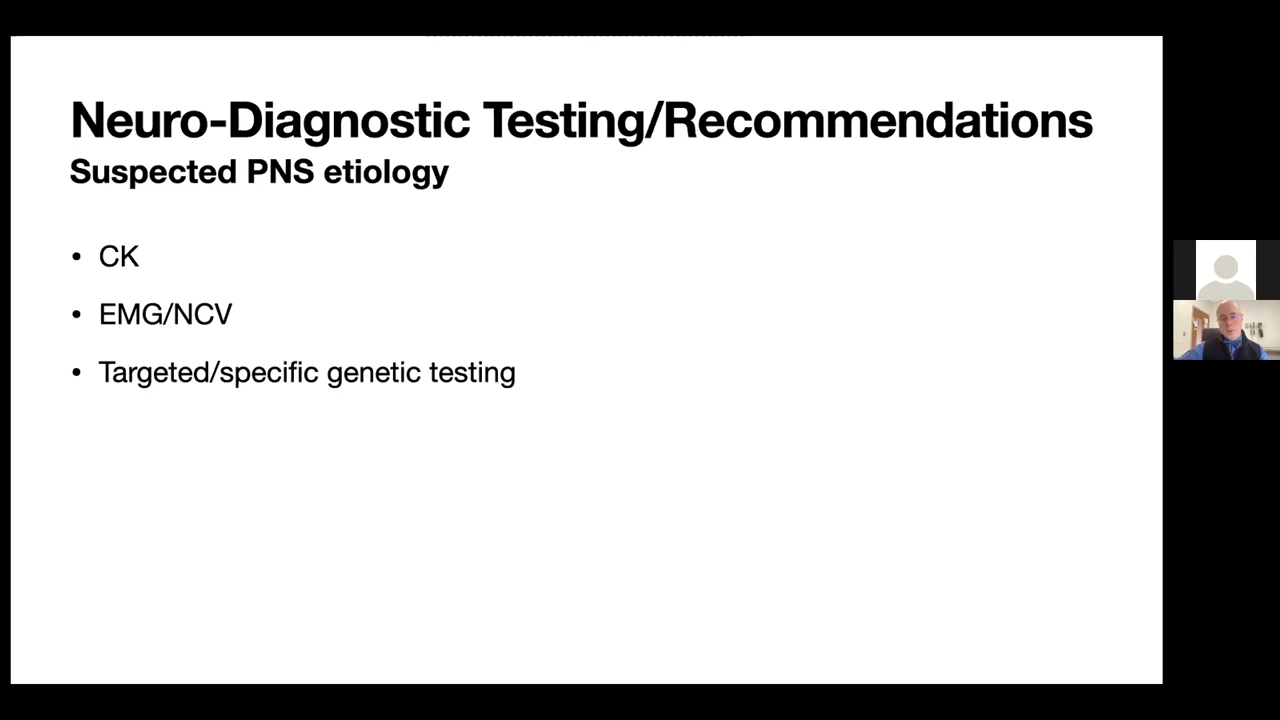 Neuro-Diagnostic Testing/Recommendations
Suspected PNS etiology
• CK
• EMG/NCV
• Targeted/specific genetic testing